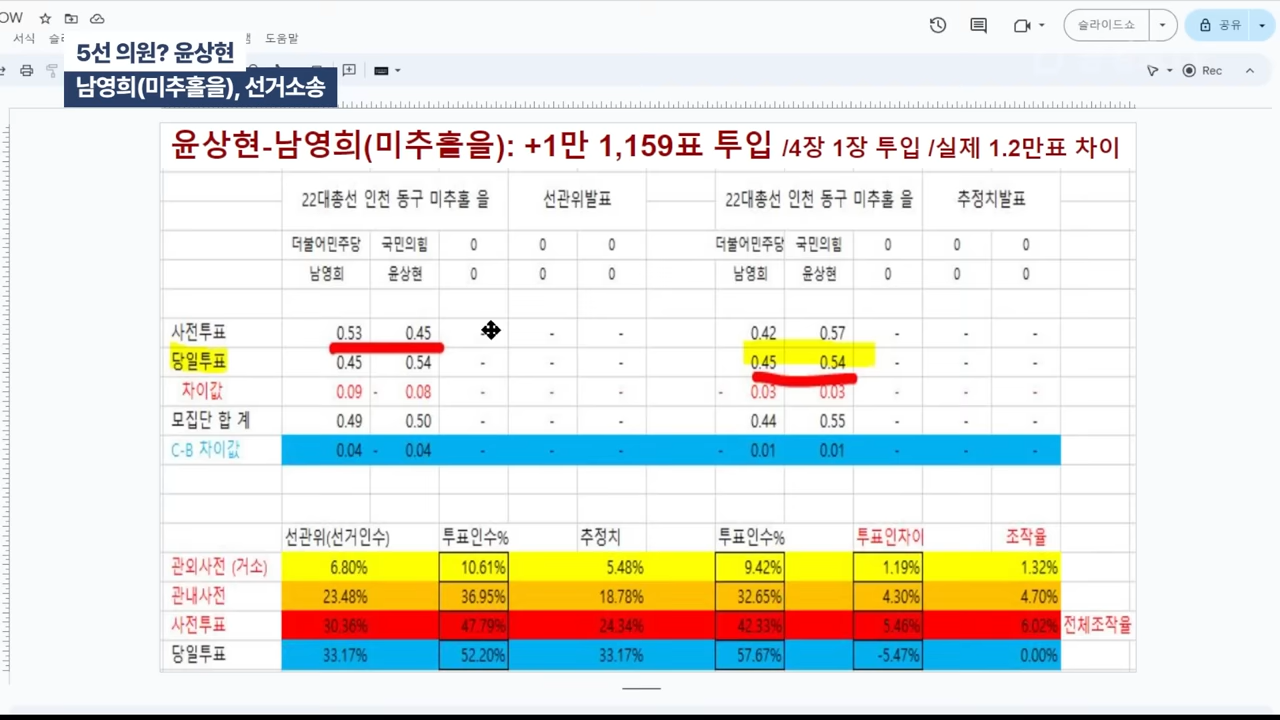 OW
슬라이드쇼
공유
서식
도움말
5선 의원? 윤상현
남영희(미추홀을), 선거소송
Rec
윤상현-남영희(미추홀을): +1만 1,159표 투입 /4장 1장 투입 /실제 1.2만표 차이
22대총선 인천 동구 미추홀 을 선관위발표 22대총선 인천 동구 미추홀 을 추정치발표
더불어민주당 국민의힘 0 0 0 더불어민주당 국민의힘 0 0 0
남영희 윤상현 0 0 0 남영희 윤상현 0 0 0
사전투표 0.53 0.45 - - 0.42 0.57 - - -
당일투표 0.45 0.54 - - - 0.45 0.54 - - -
차이값 0.09 - 0.08 - - - - 0.03 0.03 - - -
모집단 합 계 0.49 0.50 - - - 0.44 0.55 - - -
C-B 차이값 0.04 - 0.04 - - - - 0.01 0.01 - - -
선관위(선거인수) 투표인수% 추정치 투표인수% 투표인차이 조작율
관외사전 (거소) 6.80% 10.61% 5.48% 9.42% 1.19% 1.32%
관내사전 23.48% 36.95% 18.78% 32.65% 4.30% 4.70%
사전투표 30.36% 47.79% 24.34% 42.33% 5.46% 6.02% 전체조작율
당일투표 33.17% 52.20% 33.17% 57.67% -5.47% 0.00%